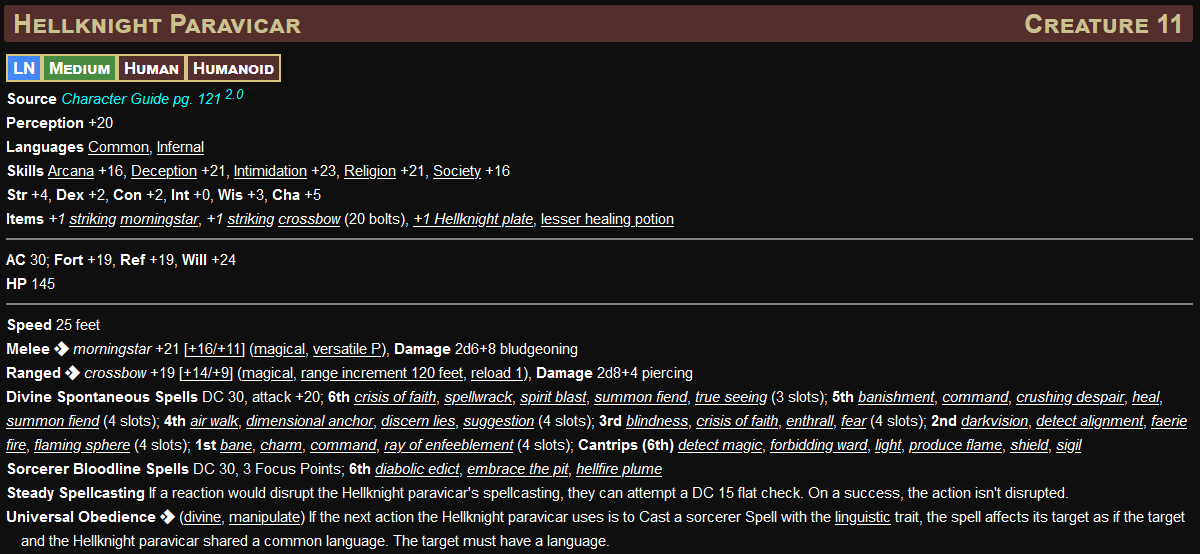 Hellknight Paravicar Creature 11
LN Medium Human Humanoid
Source Character Guide pg. 121 2.0
Perception +20
Languages Common, Infernal
Skills Arcana +16, Deception +21, Intimidation +23, Religion +21, Society +16
Str +4, Dex +2, Con +2, Int +0, Wis +3, Cha +5
Items +1 striking morningstar, +1 striking crossbow (20 bolts), +1 Hellknight plate, lesser healing potion
AC 30; Fort +19, Ref +19, Will +24
HP 145
Speed 25 feet
Melee morningstar +21 [+16/+11] (magical, versatile P), Damage 2d6+8 bludgeoning
Ranged crossbow +19 [+14/+9] (magical, range increment 120 feet, reload 1), Damage 2d8+4 piercing
Divine Spontaneous Spells DC 30, attack +20; 6th crisis of faith, spellwrack, spirit blast, summon fiend, true seeing (3 slots); 5th banishment, command, crushing despair, heal,
summon fiend (4 slots); 4th air walk, dimensional anchor, discern lies, suggestion (4 slots); 3rd blindness, crisis of faith, enthrall, fear (4 slots); 2nd darkvision, detect alignment, faerie
fire, flaming sphere (4 slots); 1st bane, charm, command, ray of enfeeblement (4 slots); Cantrips (6th) detect magic, forbidding ward, light, produce flame, shield, sigil
Sorcerer Bloodline Spells DC 30, 3 Focus Points; 6th diabolic edict, embrace the pit, hellfire plume
Steady Spellcasting If a reaction would disrupt the Hellknight paravicar's spellcasting, they can attempt a DC 15 flat check. On a success, the action isn't disrupted.
Universal Obedience (divine, manipulate) If the next action the Hellknight paravicar uses is to Cast a sorcerer Spell with the linguistic trait, the spell affects its target as if the target
and the Hellknight paravicar shared a common language. The target must have a language.